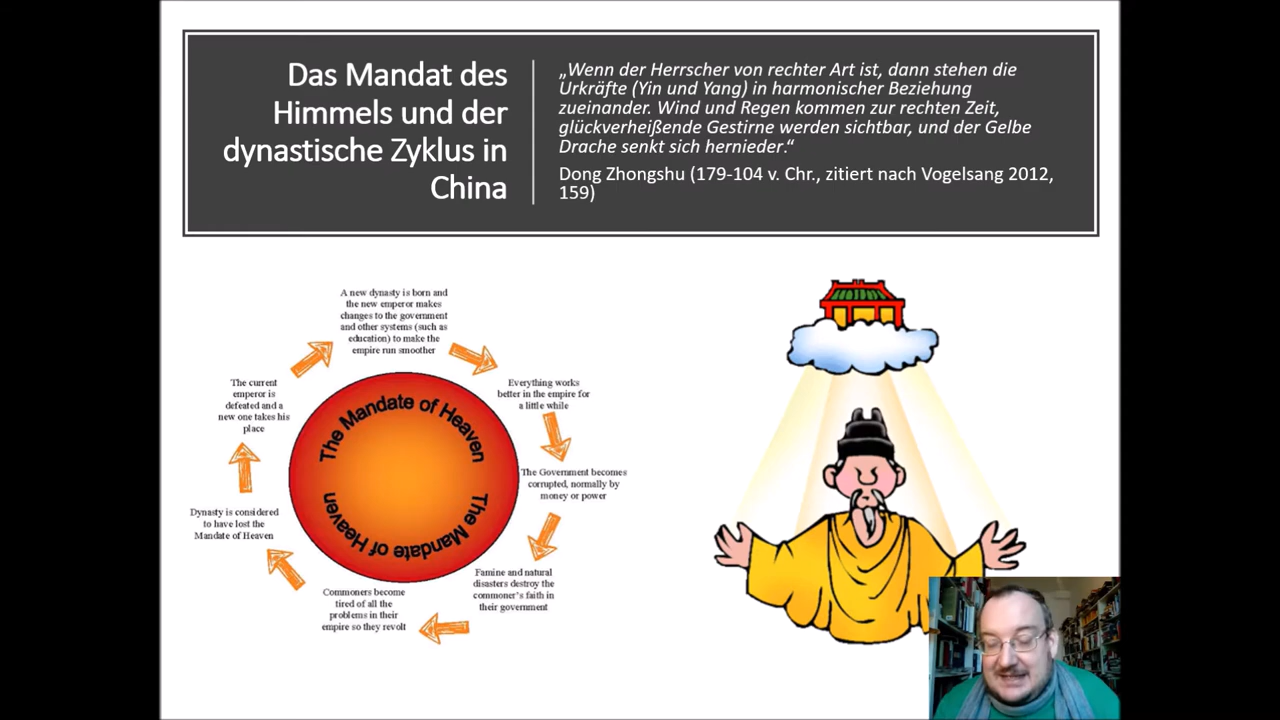 Das Mandat des
Himmels und der
dynastische Zyklus in
China
„Wenn der Herrscher von rechter Art ist, dann stehen die
Urkräfte (Yin und Yang) in harmonischer Beziehung
zueinander. Wind und Regen kommen zur rechten Zeit,
glückverheißende Gestirne werden sichtbar, und der Gelbe
Drache senkt sich hernieder.“
Dong Zhongshu (179-104 v. Chr., zitiert nach Vogelsang 2012,
159)
A new dynasty is born and
the new emperor makes
changes to the government
and other systems (such as
education) to make the
empire run smoother
Everything works
better in the empire for
a little while
The Government becomes
corrupted, normally by
money or power
Famine and natural
disasters destroy the
commoner's faith in
their government
Commoners become
tired of all the
problems in their
empire so they revolt
Dynasty is considered
to have lost the
Mandate of Heaven
The current
emperor is
defeated and a
new one takes his
place
The Mandate of Heaven
The Mandate of Heaven